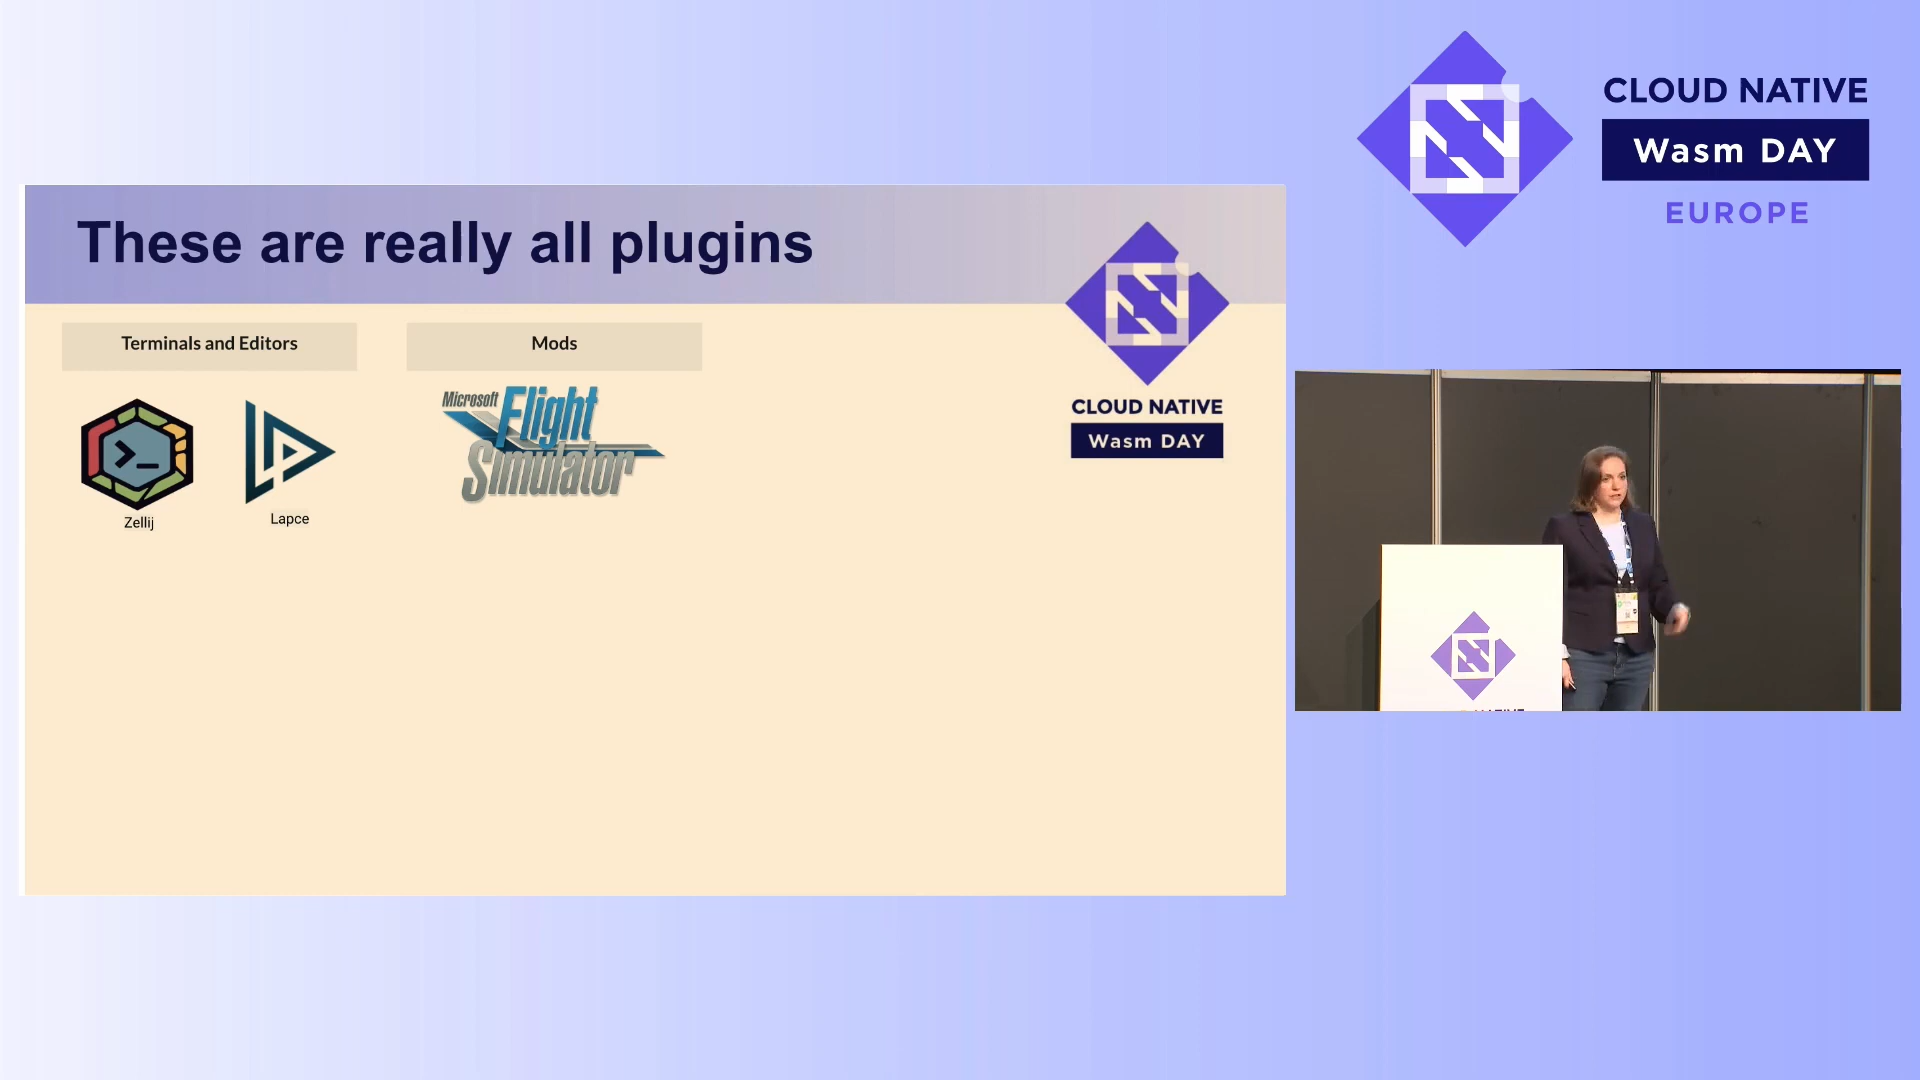 CLOUD NATIVE
Wasm DAY
EUROPE
These are really all plugins
Terminals and Editors
Mods
Zellij
Lapce
Microsoft
Flight
Simulator
CLOUD NATIVE
Wasm DAY